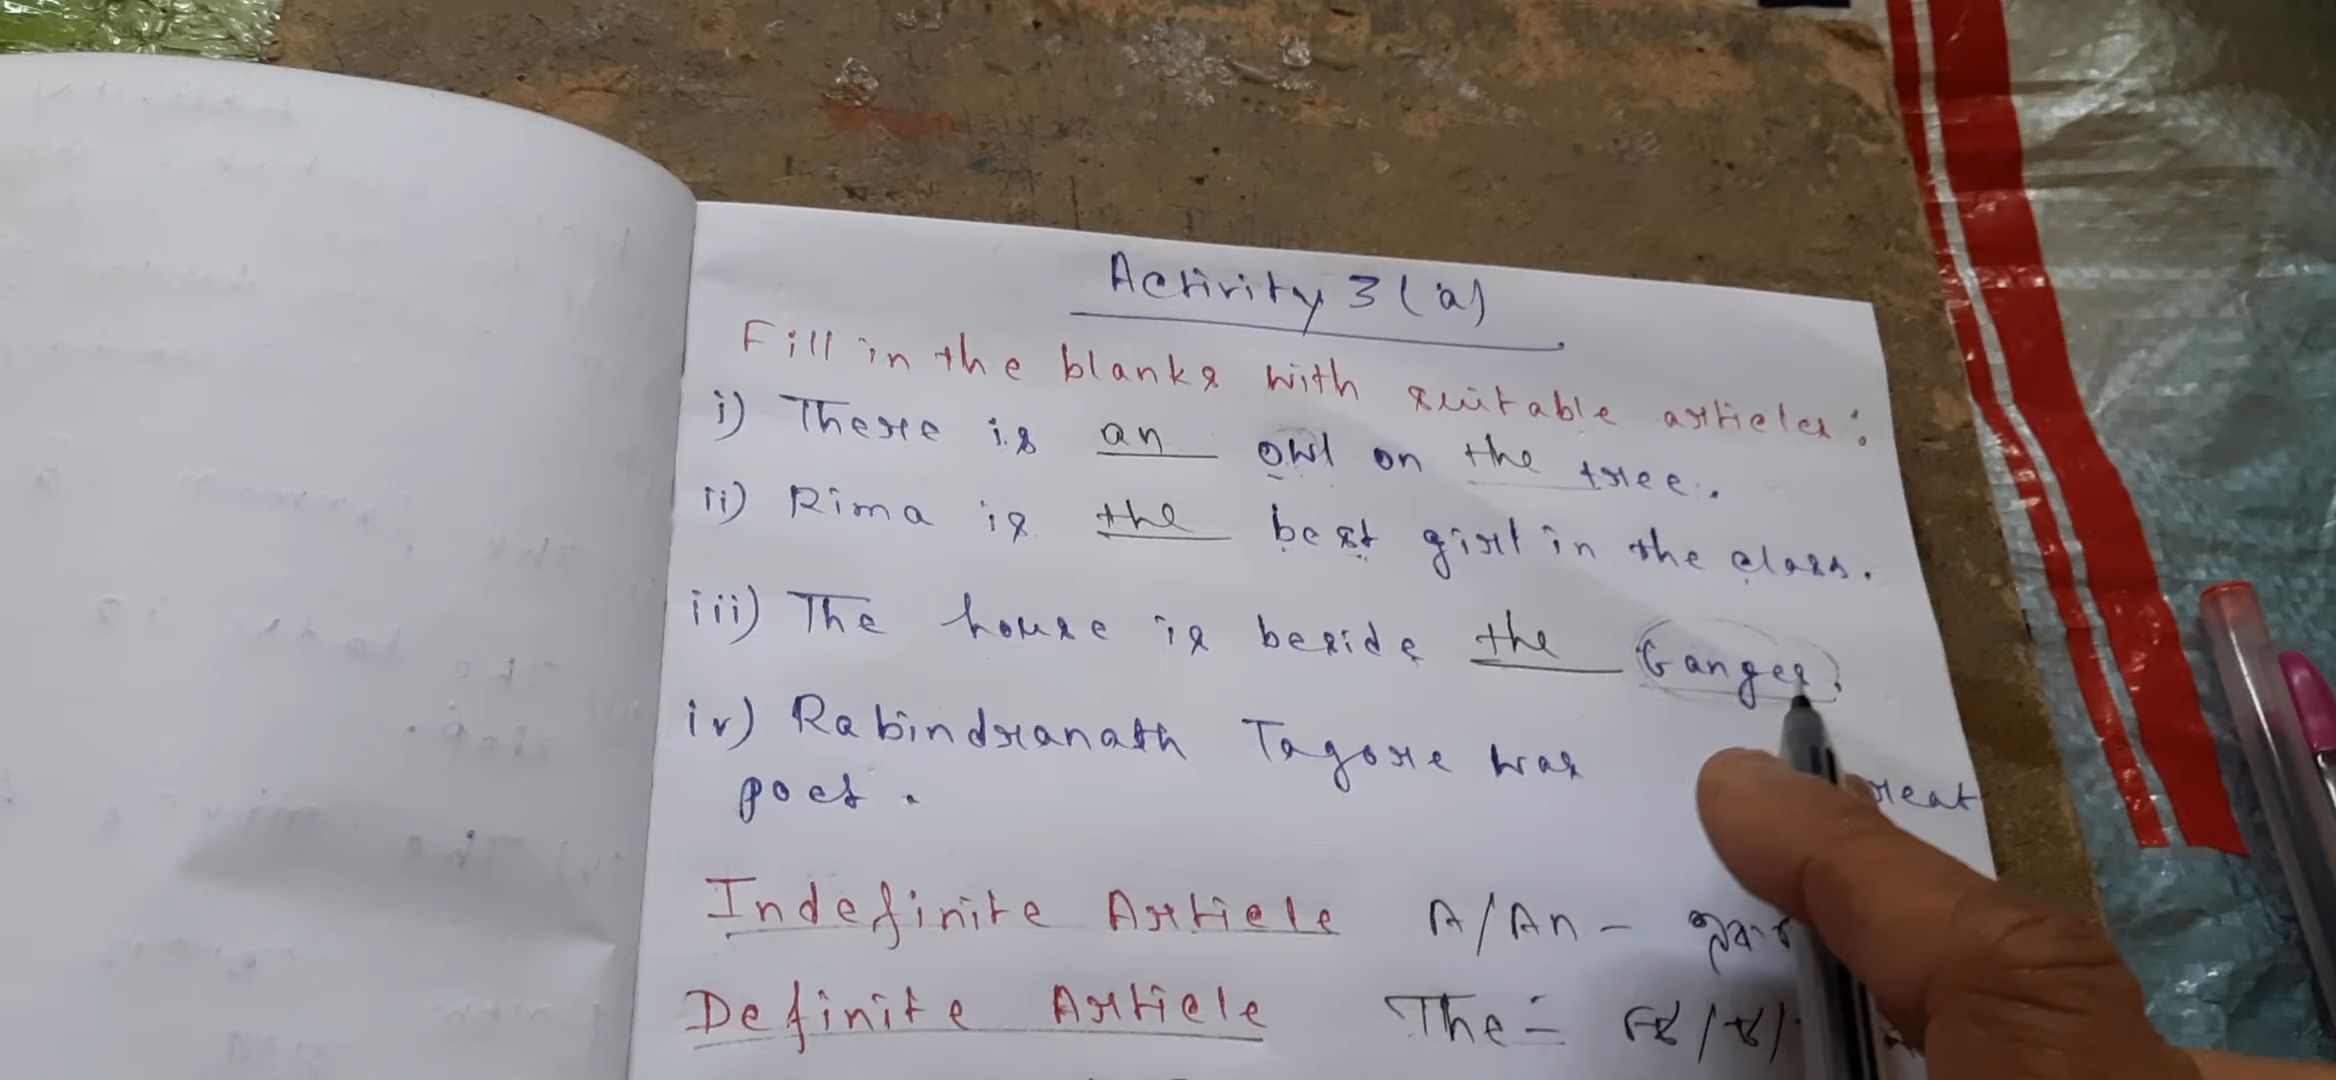 Activity 3 (a)
Fill in the blanks with suitable articles:
i) There is an owl on the tree.
ii) Rima is the best girl in the class.
iii) The house is beside the Ganges.
iv) Rabindranath Tagore was reat
poet.
Indefinite Article A/An -
Definite Article The -